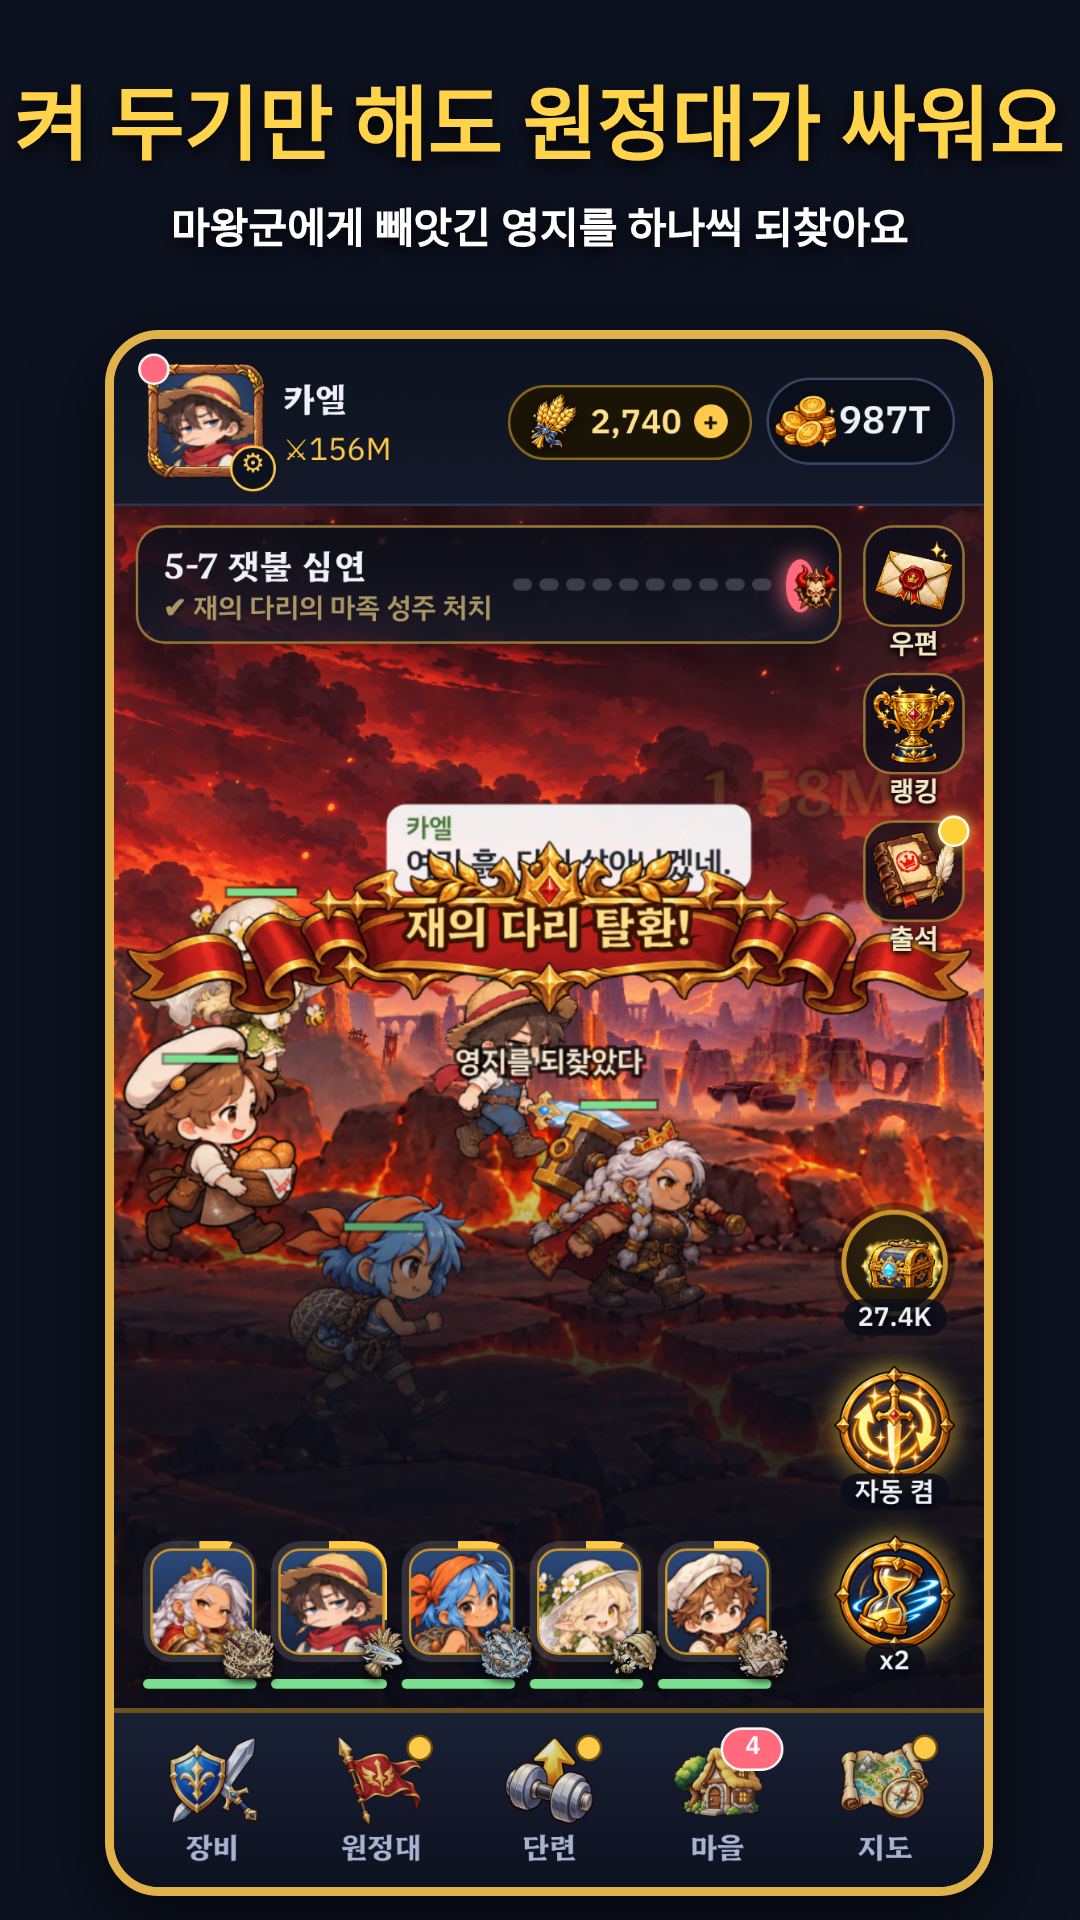 켜 두기만 해도 원정대가 싸워요
마왕군에게 빼앗긴 영지를 하나씩 되찾아요
카엘
156M
2,740 +
987T
5-7 잿불 심연
✔ 재의 다리의 마족 성주 처치
우편
랭킹
1.58M
카엘
출석
재의 다리 탈환!
영지를 되찾았다
27.4K
자동 켬
x2
4
장비
원정대
단련
마을
지도